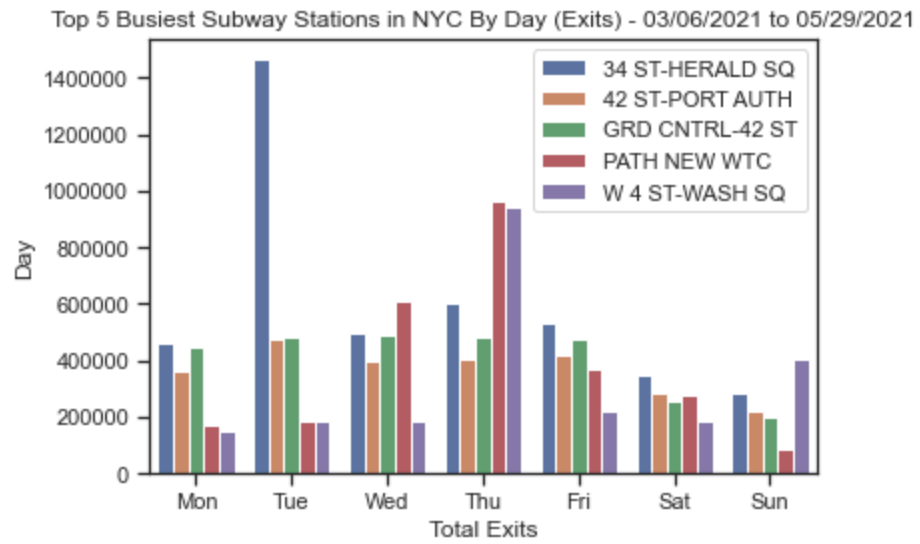 Top 5 Busiest Subway Stations in NYC By Day (Exits) - 03/06/2021 to 05/29/2021
34 ST-HERALD SQ
42 ST-PORT AUTH
GRD CNTRL-42 ST
PATH NEW WTC
W 4 ST-WASH SQ
Day
1400000
1200000
1000000
800000
600000
400000
200000
0
Mon Tue Wed Thu Fri Sat Sun
Total Exits